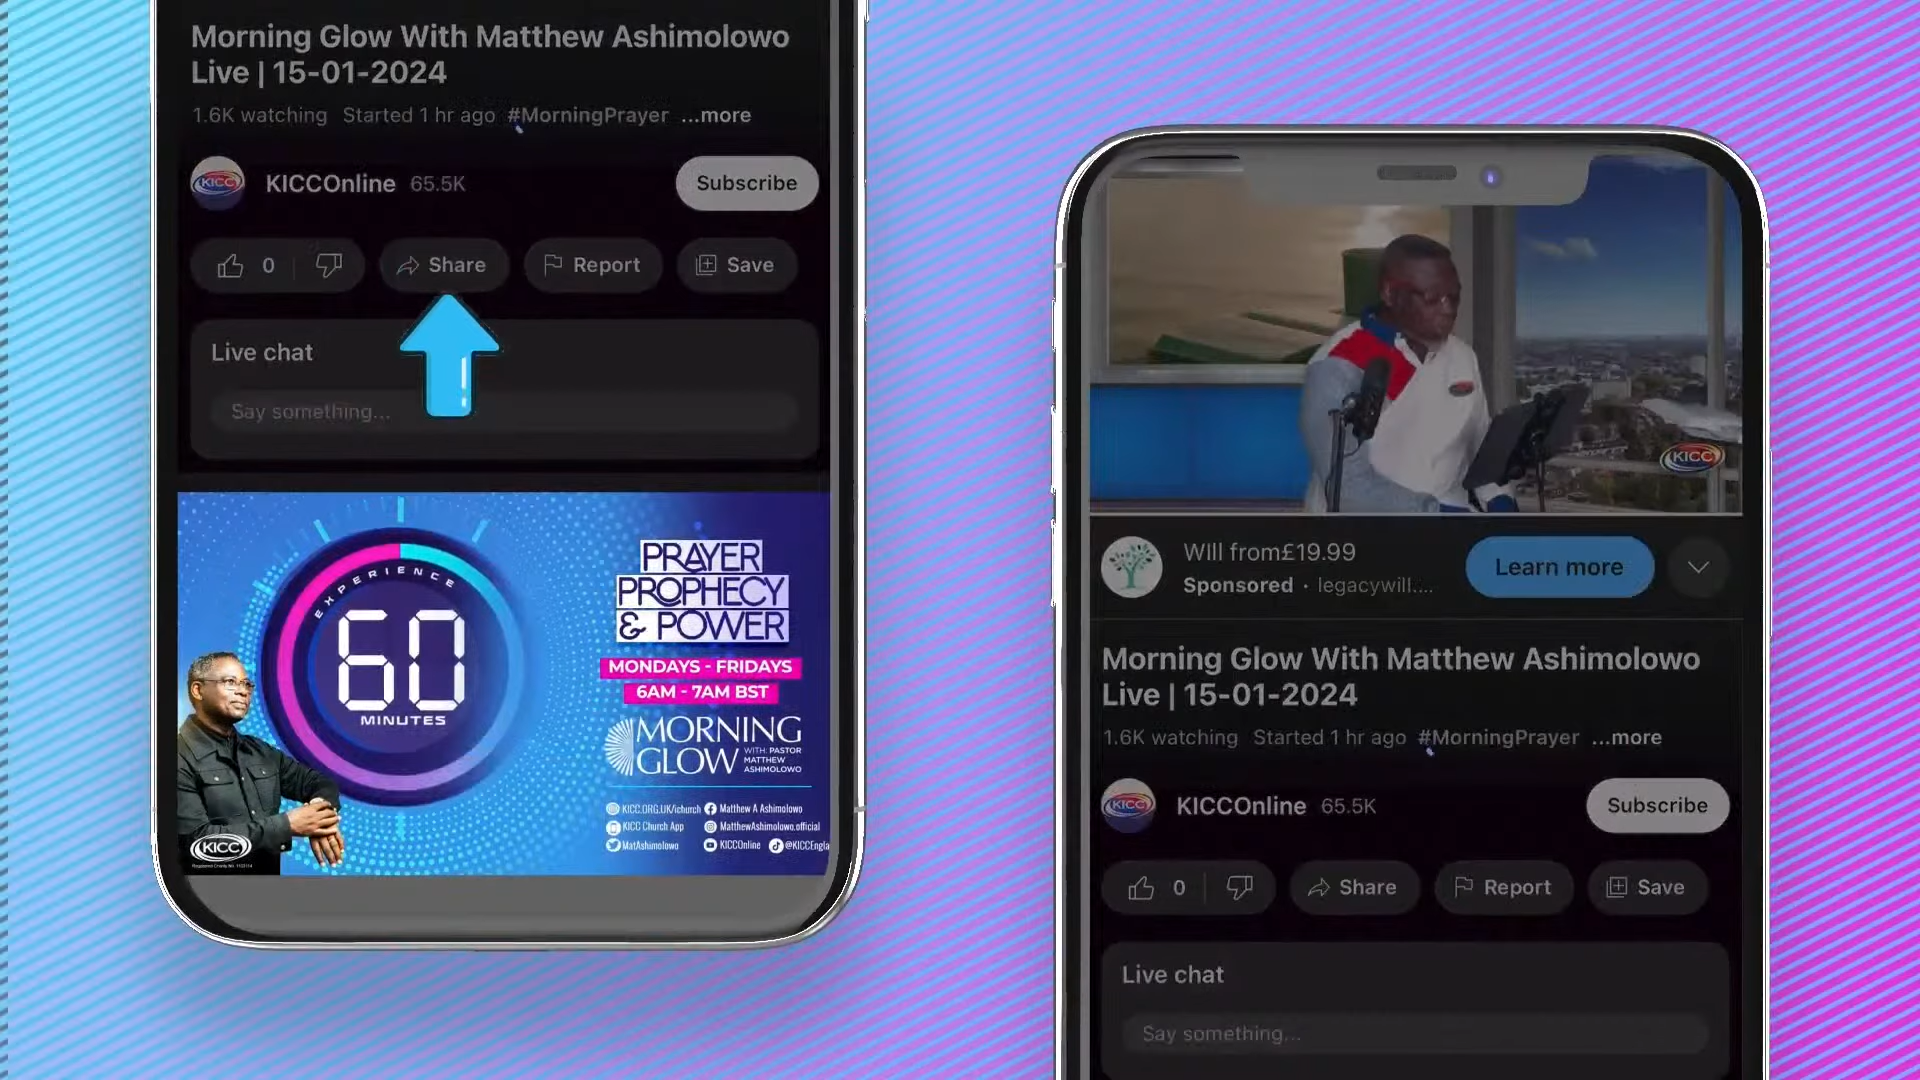 Morning Glow With Matthew Ashimolowo
Live | 15-01-2024
1.6K watching Started 1 hr ago #MorningPrayer ...more
KICC
KICCOnline 65.5K
Subscribe
0
Share
Report
Save
Live chat
Say something...
EXPERIENCE
60
MINUTES
PRAYER
PROPHECY
& POWER
MONDAYS - FRIDAYS
6AM - 7AM BST
MORNING
GLOW
WITH: PASTOR
MATTHEW
ASHIMOLOWO
KICC.ORG.UK/ichurch
Matthew A Ashimolowo
KICC Church App
MatthewAshimolowo.official
MatAshimolowo
KICCOnline
@KICCEngla
KICC
KICC
Will from£19.99
Sponsored · legacywill....
Learn more
Morning Glow With Matthew Ashimolowo
Live | 15-01-2024
1.6K watching Started 1 hr ago #MorningPrayer ...more
KICC
KICCOnline 65.5K
Subscribe
0
Share
Report
Save
Live chat
Say something...